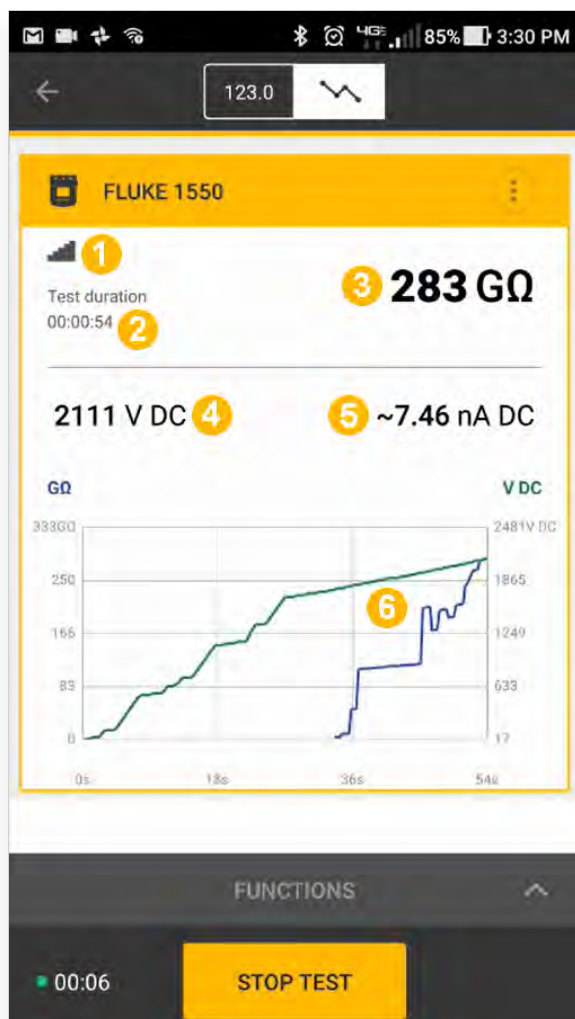 4GE 85% 3:30 PM
123.0
FLUKE 1550
1
Test duration
00:00:54 2
3 283 GΩ
2111 V DC 4
5 ~7.46 nA DC
GΩ V DC
333GΩ 2481V DC
250 1865
6
166 1249
83 633
0 17
0s 18s 36s 54s
FUNCTIONS
00:06 STOP TEST